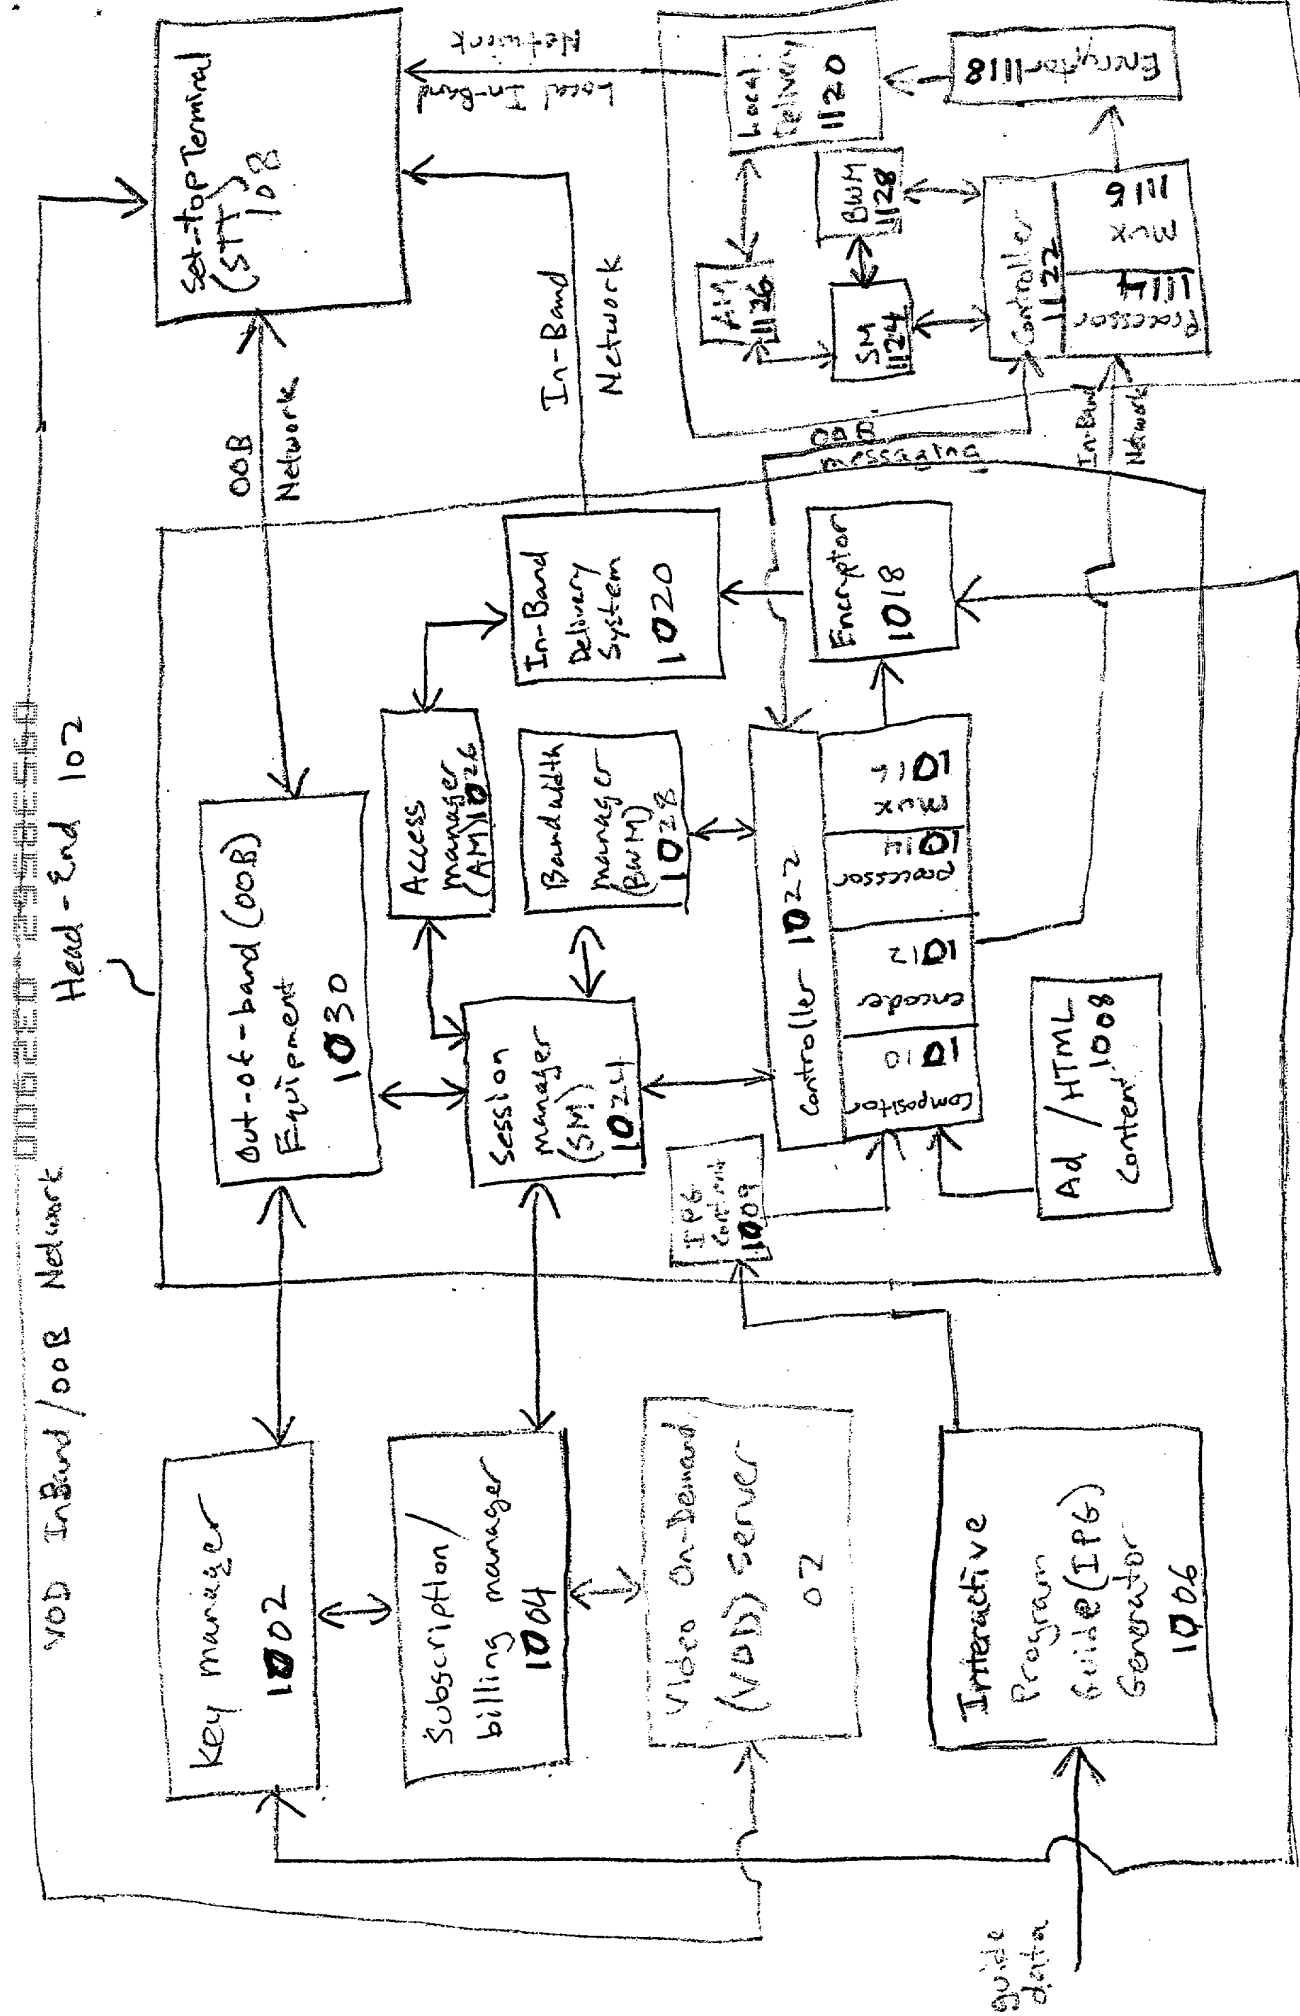 VOD InBand/OOB Network
Head-End 102
Key manager
1002
Subscription/
billing manager
1004
Video On-Demand
(VOD) Server
02
Interactive
Program
Guide (IPG)
Generator
1006
guide
data
Out-of-band (OOB)
Equipment
1030
Session
manager
(SM)
1024
Access
manager
(AM) 1026
Bandwidth
manager
(BWM)
1028
In-Band
Delivery
System
1020
Encryptor
1018
IPG
Content
1009
Controller 1022
Compositor
1010
encoder
1012
processor
1014
mux
1016
Ad /HTML
Content 1008
OOB
Network
In-Band
Network
Set-top Terminal
(STT)
108
Local In-Band
Network
OOB
messaging
In-Band
Network
AM
1126
SM
1124
BWM
1128
Local
Delivery
1120
Encryptor 1118
Controller
1122
Processor
1114
mux
1116